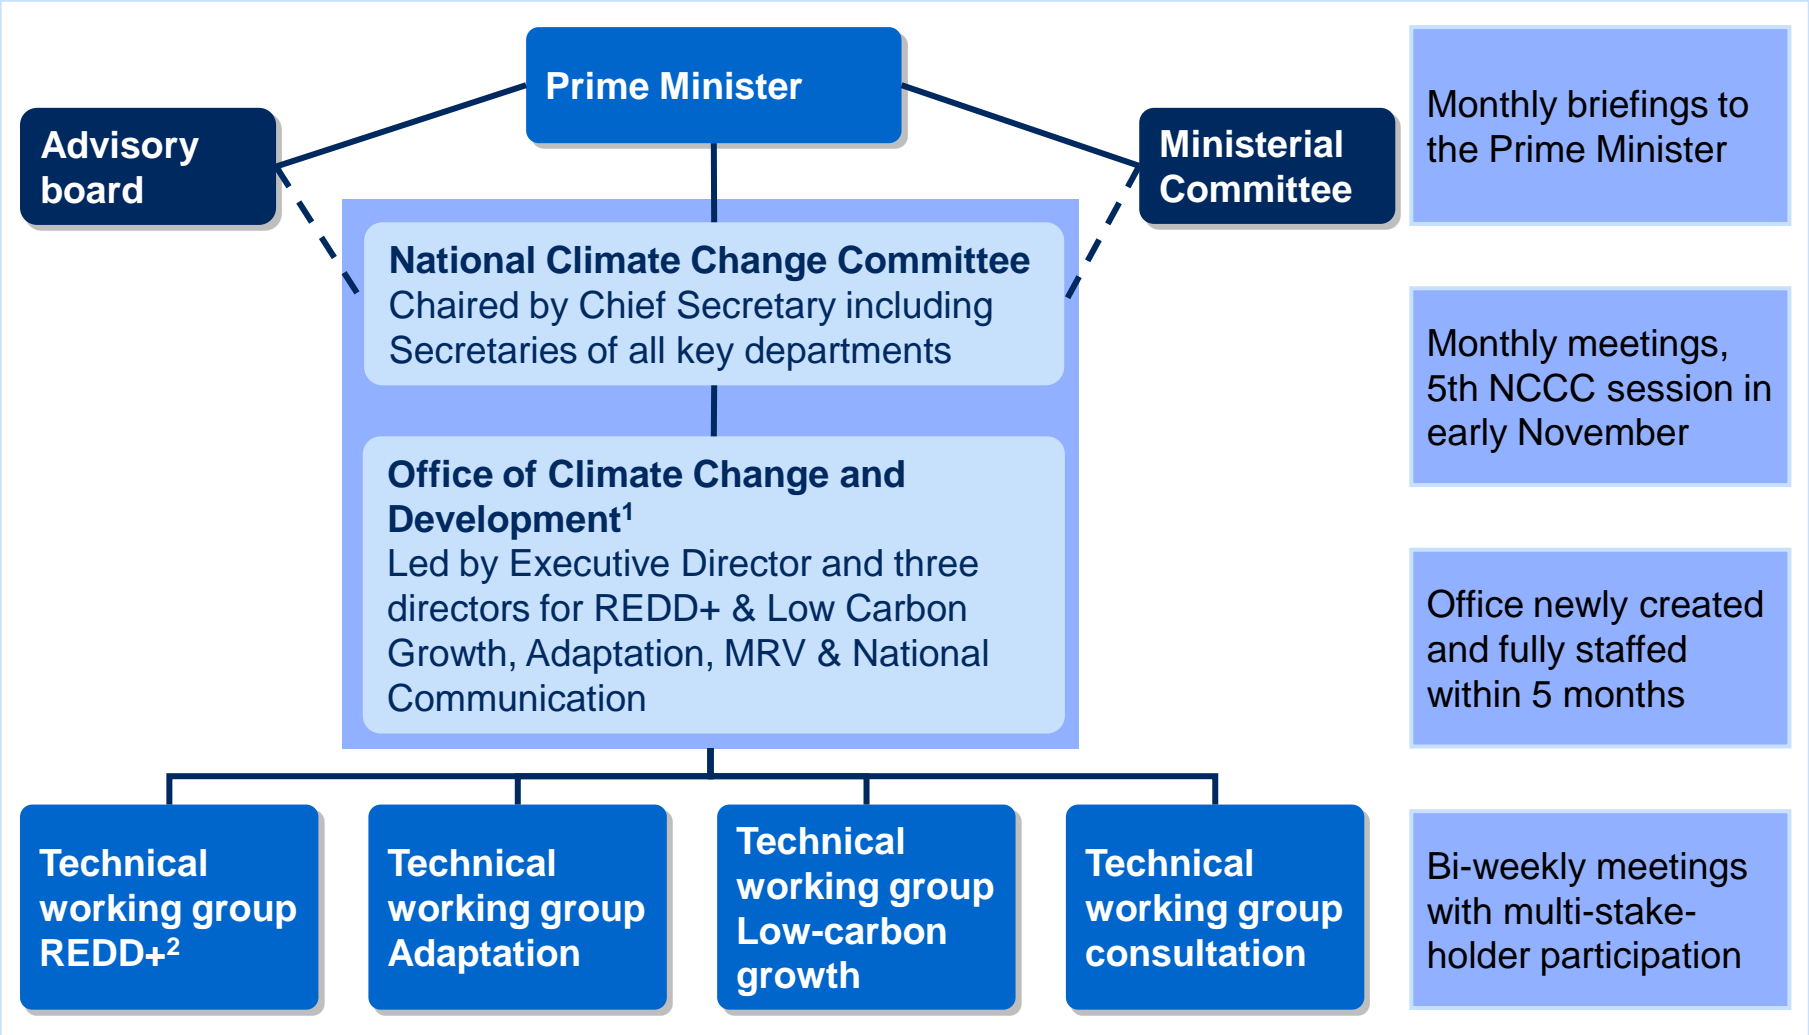 Prime Minister
Advisory
board
Ministerial
Committee
Monthly briefings to
the Prime Minister
National Climate Change Committee
Chaired by Chief Secretary including
Secretaries of all key departments
Monthly meetings,
5th NCCC session in
early November
Office of Climate Change and
Development¹
Led by Executive Director and three
directors for REDD+ & Low Carbon
Growth, Adaptation, MRV & National
Communication
Office newly created
and fully staffed
within 5 months
Technical
working group
REDD+²
Technical
working group
Adaptation
Technical
working group
Low-carbon
growth
Technical
working group
consultation
Bi-weekly meetings
with multi-stake-
holder participation